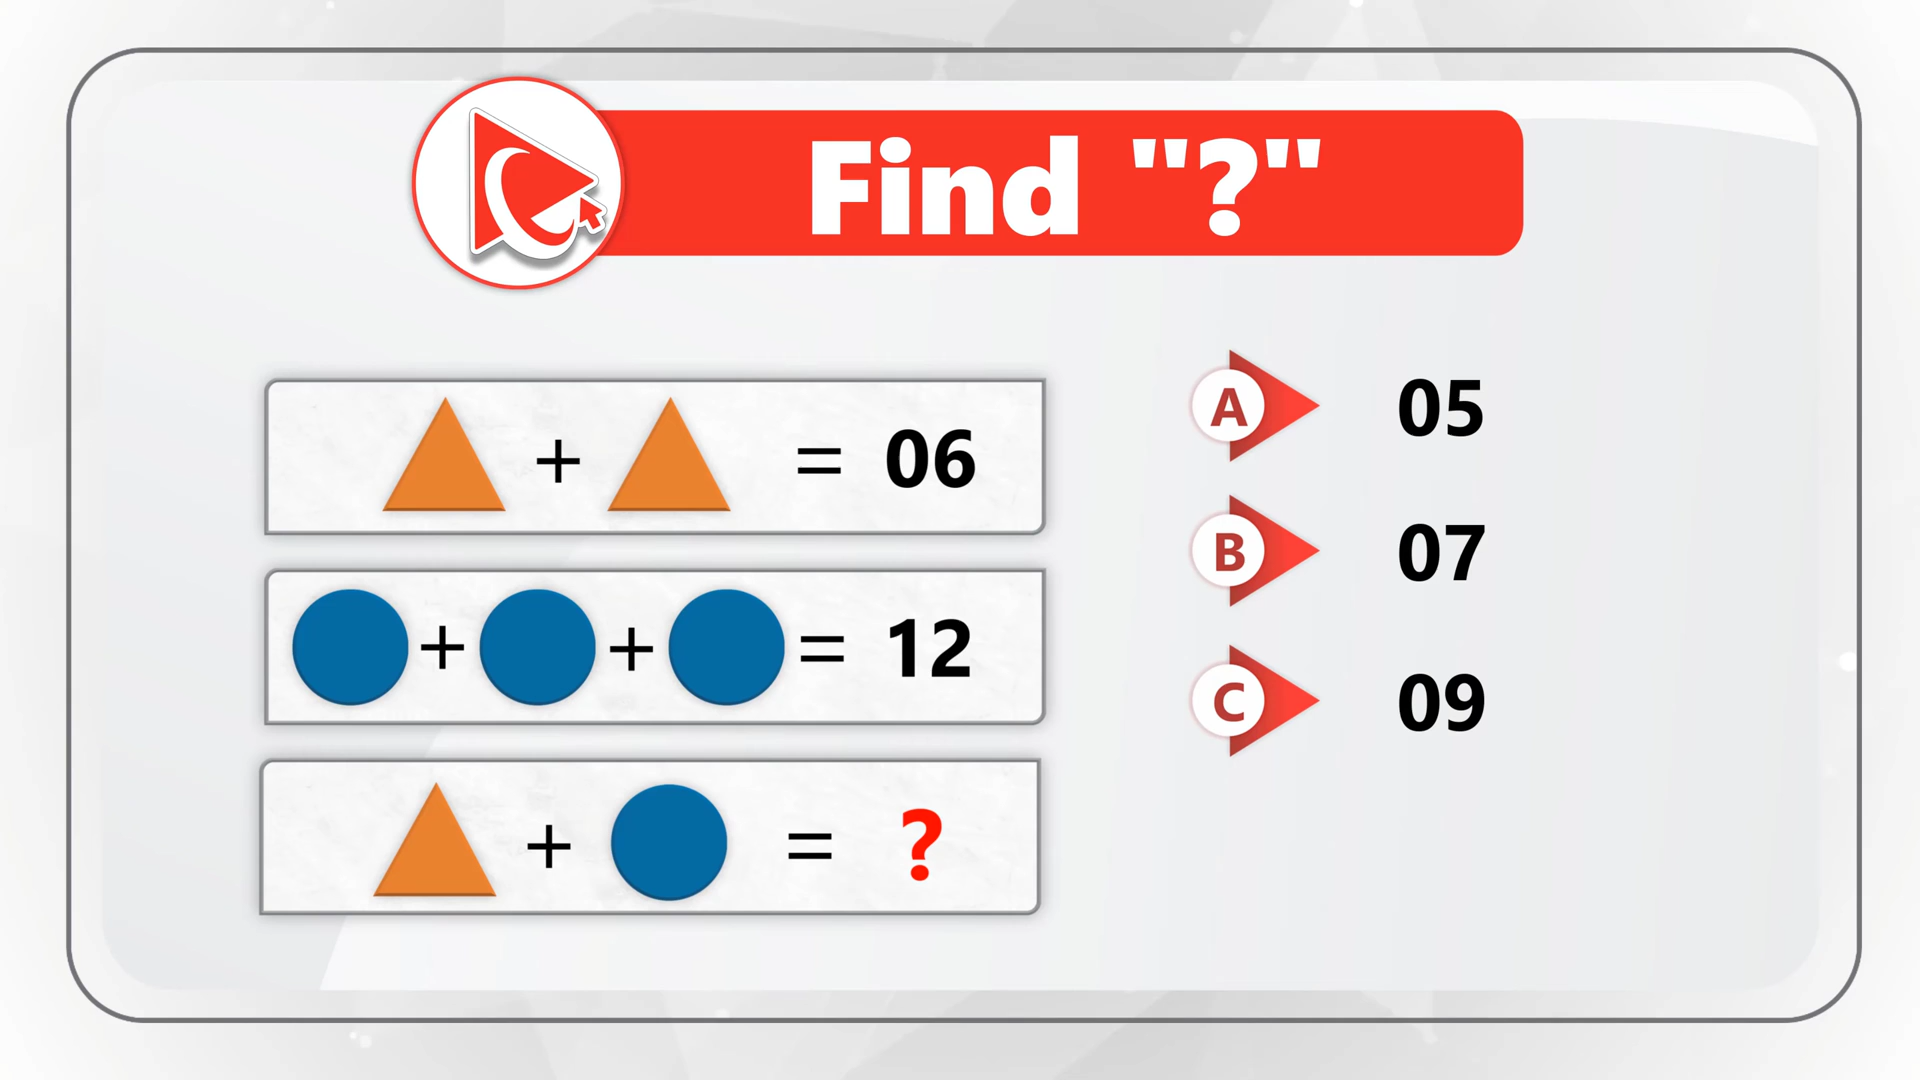 Find "?"
+ = 06
+ + = 12
+ = ?
A 05
B 07
C 09